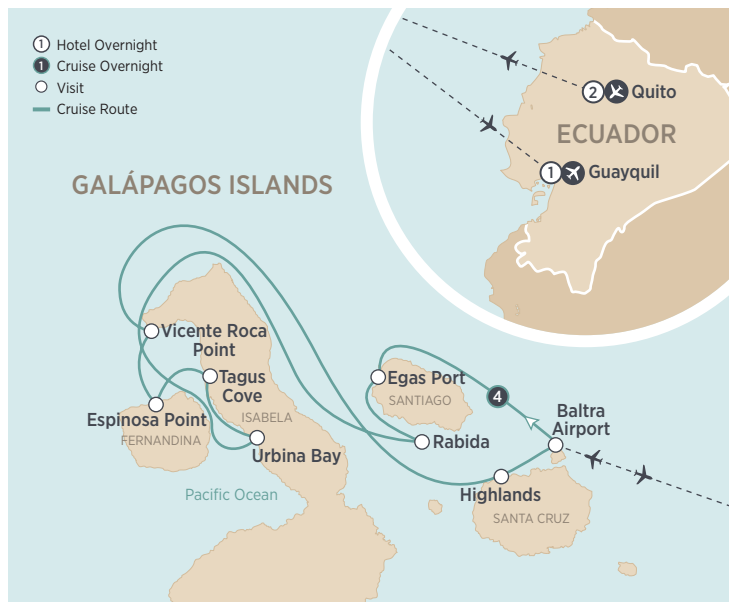 1 Hotel Overnight
1 Cruise Overnight
Visit
Cruise Route
2 Quito
ECUADOR
1 Guayquil
GALÁPAGOS ISLANDS
Vicente Roca
Point
Tagus
Cove
Espinosa Point
FERNANDINA
ISABELA
Urbina Bay
Pacific Ocean
Egas Port
SANTIAGO
4
Rabida
Baltra
Airport
Highlands
SANTA CRUZ